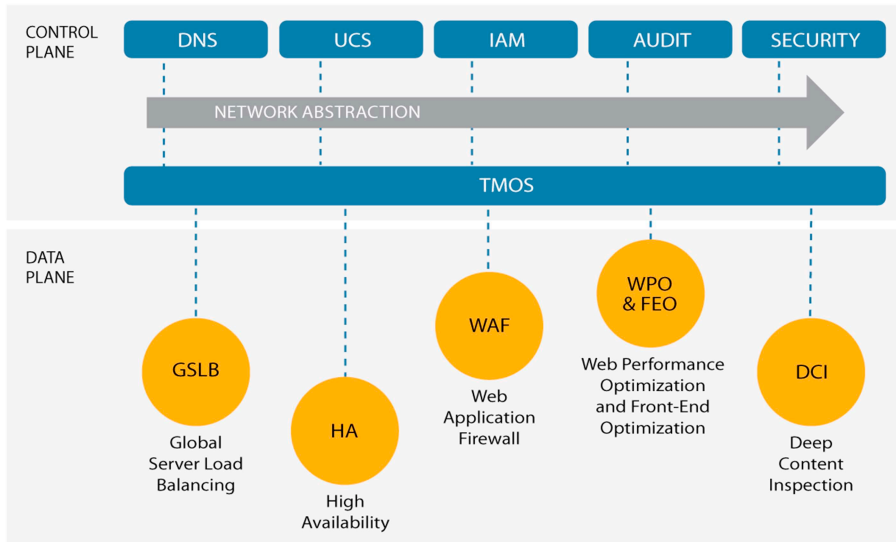 CONTROL
PLANE
DNS
UCS
IAM
AUDIT
SECURITY
NETWORK ABSTRACTION
TMOS
DATA
PLANE
GSLB
Global
Server Load
Balancing
HA
High
Availability
WAF
Web
Application
Firewall
WPO
& FEO
Web Performance
Optimization
and Front-End
Optimization
DCI
Deep
Content
Inspection